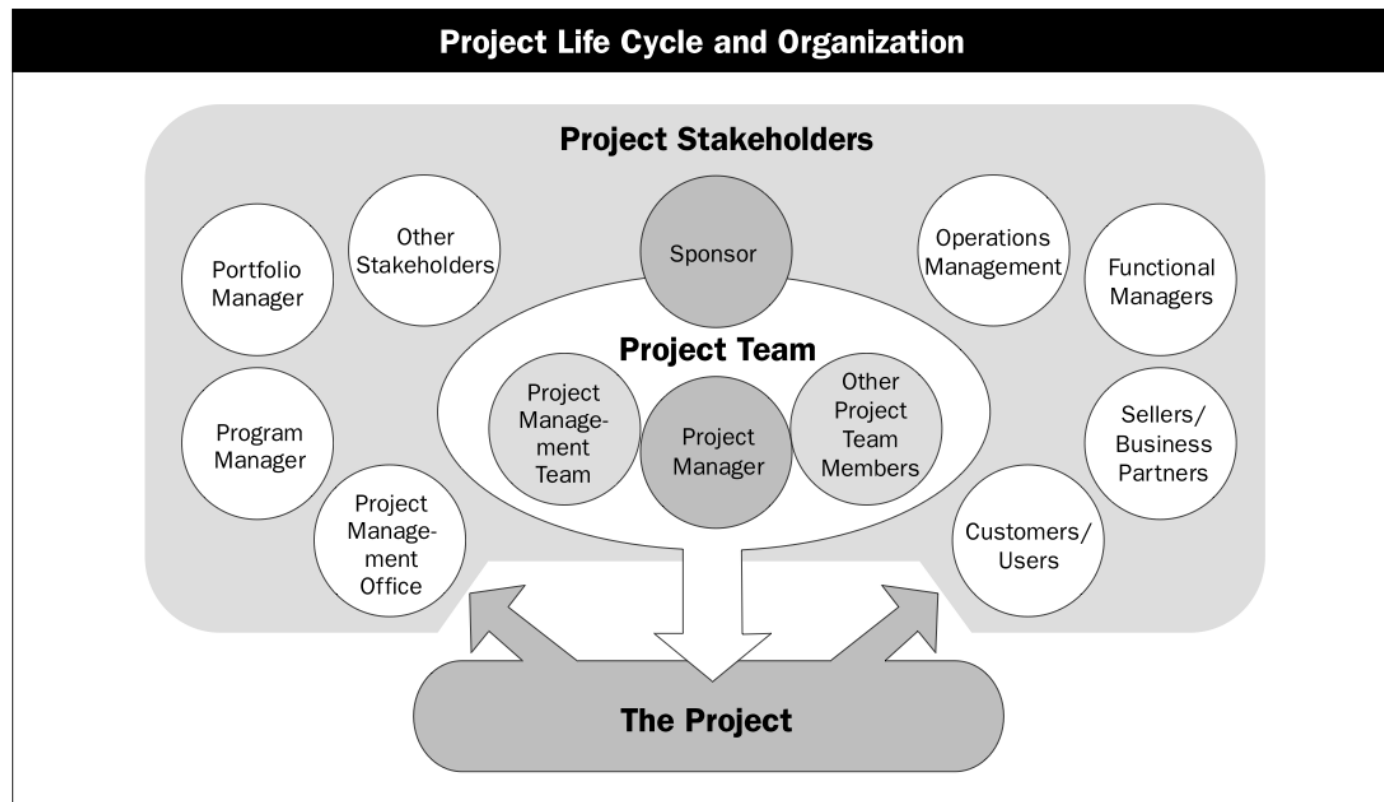 Project Life Cycle and Organization
Project Stakeholders
Portfolio
Manager
Other
Stakeholders
Sponsor
Operations
Management
Functional
Managers
Project Team
Program
Manager
Project
Manage-
ment
Team
Project
Manager
Other
Project
Team
Members
Sellers/
Business
Partners
Project
Manage-
ment
Office
Customers/
Users
The Project